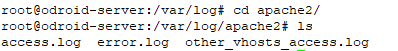 root@odroid-server:/var/log# cd apache2/
root@odroid-server:/var/log/apache2# ls
access.log  error.log  other_vhosts_access.log